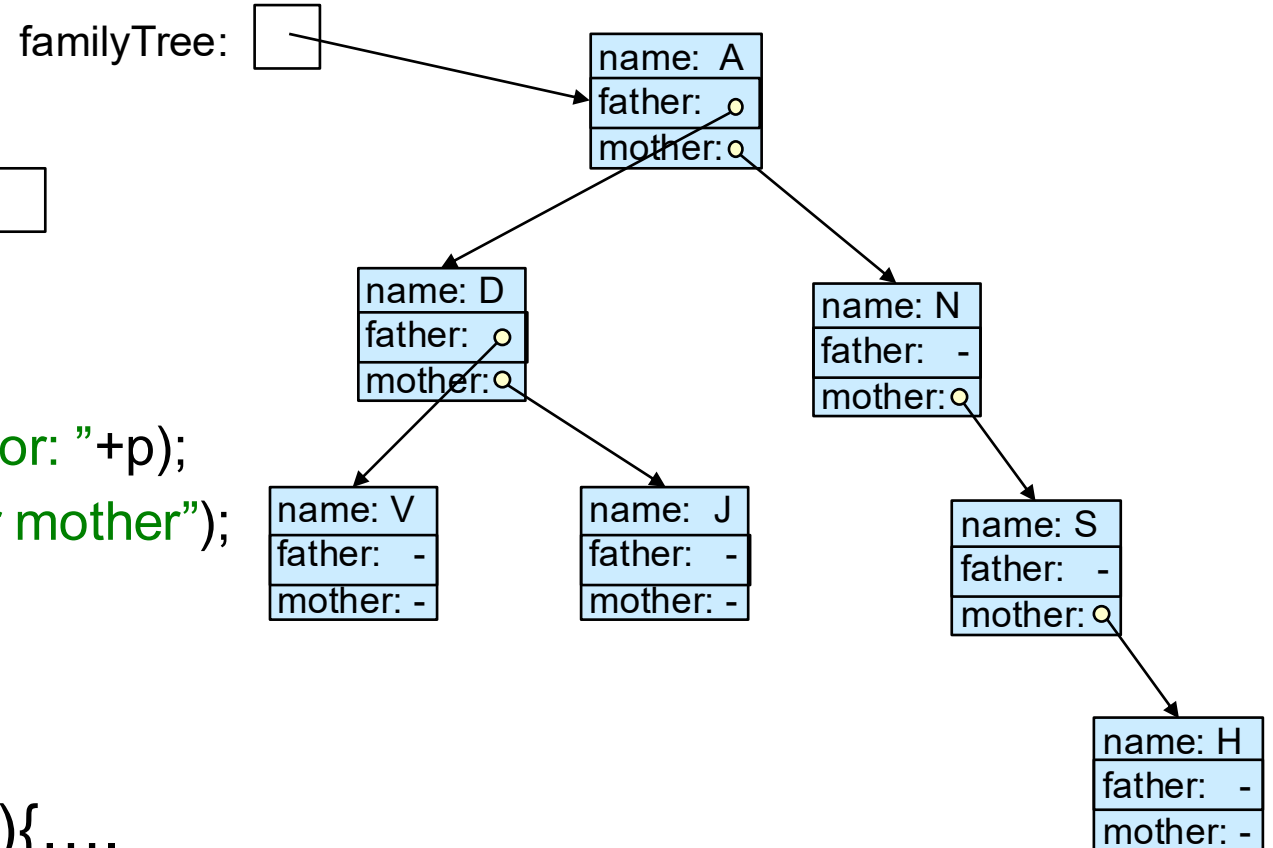 familyTree:
name: A
father:
mother:
name: D
father:
mother:
name: N
father: -
mother:
or: ”+p);
mother”);
name: V
father: -
mother: -
name: J
father: -
mother: -
name: S
father: -
mother:
name: H
father: -
mother: -
){....